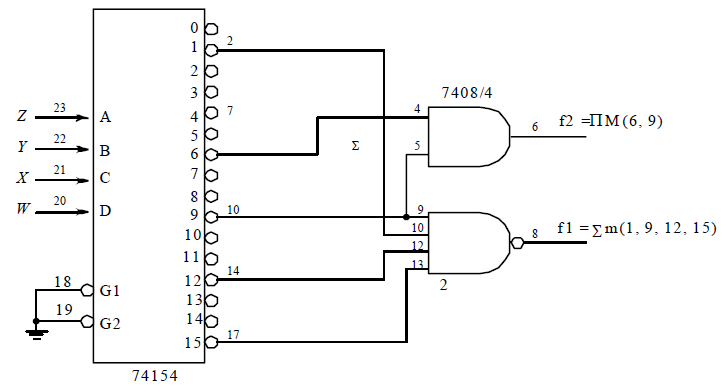 0
1 2
2
3
7408/4
Z 23 A 4 7 4
6 f2 =ΠM(6, 9)
Y 22 B 5
Σ 5
6
X 21 C 7
8
W 20 D 9 10 9
10 10
8 f1 = Σ m(1, 9, 12, 15)
11 12
12 14 13
18 G1 13 2
19 G2 14
15 17
74154